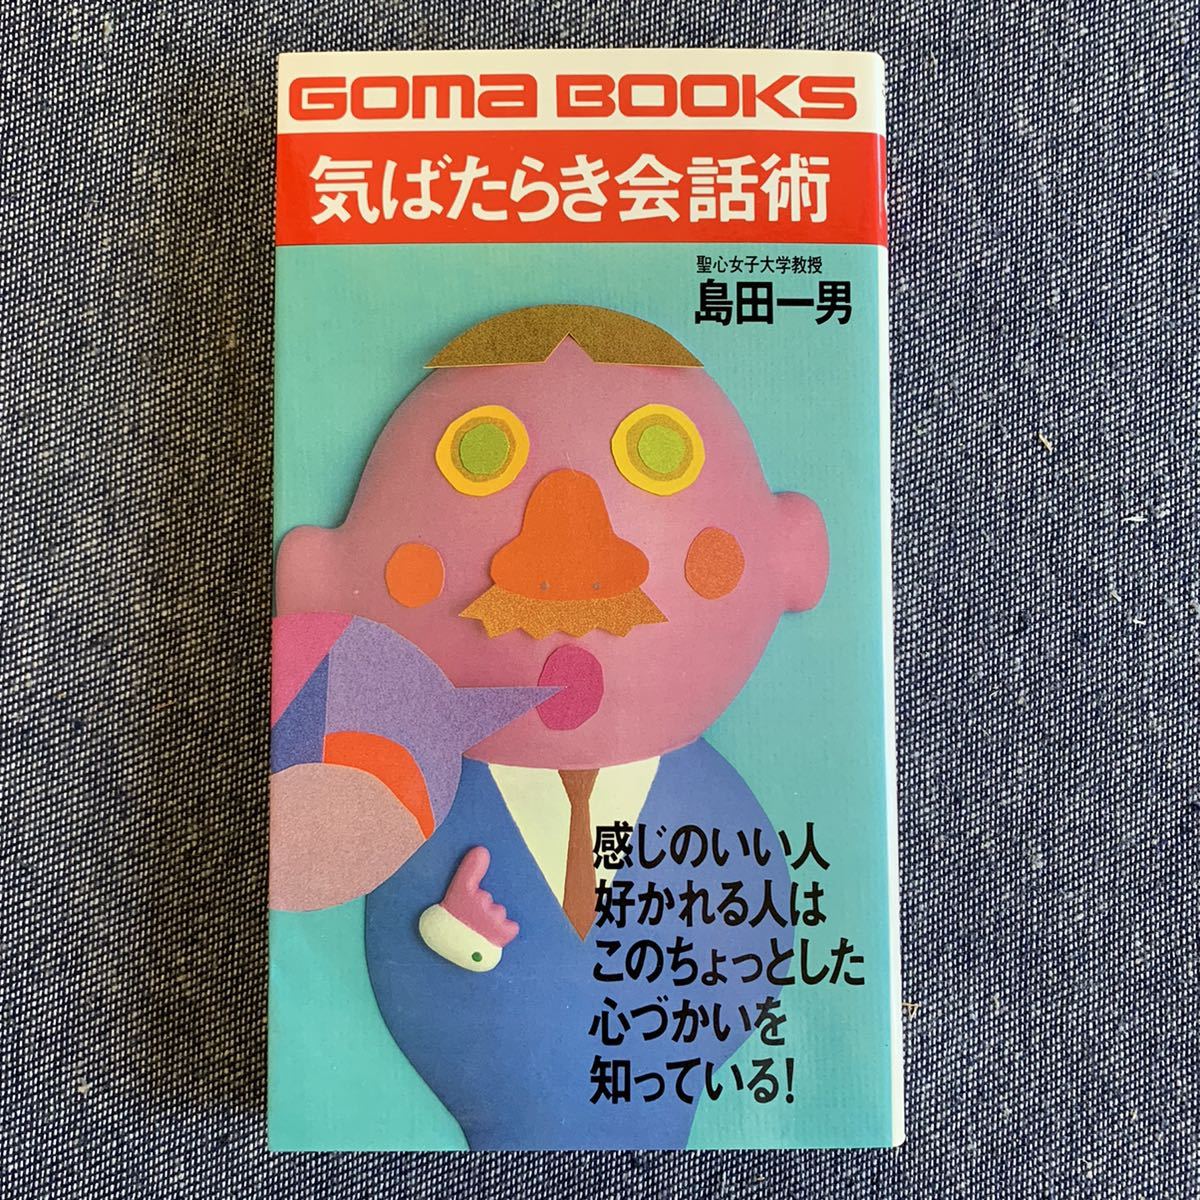 GOMA BOOKS
気ばたらき会話術
聖心女子大学教授
島田一男
感じのいい人
好かれる人は
このちょっとした
心づかいを
知っている!